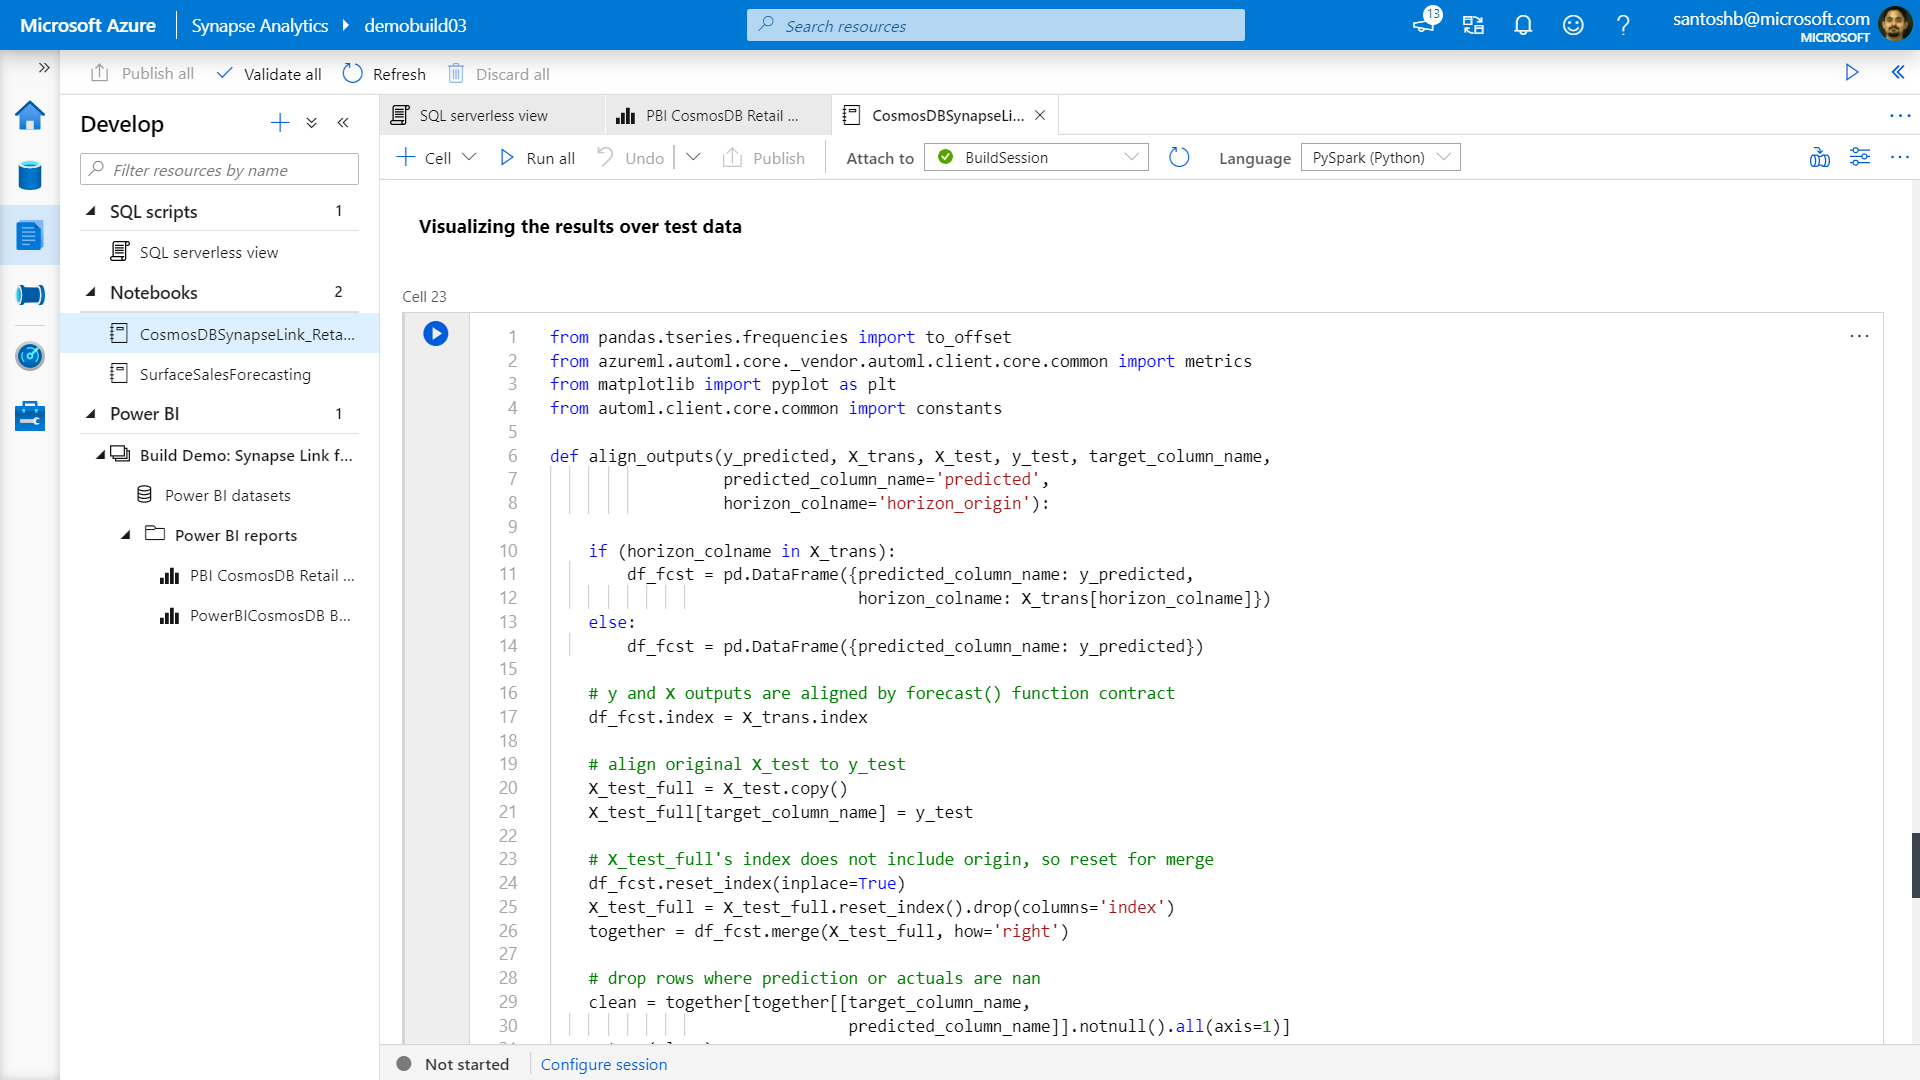 Microsoft Azure
Synapse Analytics
demobuild03
Search resources
13
santoshb@microsoft.com
MICROSOFT
Publish all
Validate all
Refresh
Discard all
Develop
Filter resources by name
SQL scripts 1
SQL serverless view
Notebooks 2
CosmosDBSynapseLink_Reta...
SurfaceSalesForecasting
Power BI 1
Build Demo: Synapse Link f...
Power BI datasets
Power BI reports
PBI CosmosDB Retail ...
PowerBICosmosDB B...
SQL serverless view
PBI CosmosDB Retail ...
CosmosDBSynapseLi...
Cell
Run all
Undo
Publish
Attach to
BuildSession
Language
PySpark (Python)
Visualizing the results over test data
Cell 23
1 from pandas.tseries.frequencies import to_offset
2 from azureml.automl.core._vendor.automl.client.core.common import metrics
3 from matplotlib import pyplot as plt
4 from automl.client.core.common import constants
5
6 def align_outputs(y_predicted, X_trans, X_test, y_test, target_column_name,
7 predicted_column_name='predicted',
8 horizon_colname='horizon_origin'):
9
10 if (horizon_colname in X_trans):
11 df_fcst = pd.DataFrame({predicted_column_name: y_predicted,
12 horizon_colname: X_trans[horizon_colname]})
13 else:
14 df_fcst = pd.DataFrame({predicted_column_name: y_predicted})
15
16 # y and X outputs are aligned by forecast() function contract
17 df_fcst.index = X_trans.index
18
19 # align original X_test to y_test
20 X_test_full = X_test.copy()
21 X_test_full[target_column_name] = y_test
22
23 # X_test_full's index does not include origin, so reset for merge
24 df_fcst.reset_index(inplace=True)
25 X_test_full = X_test_full.reset_index().drop(columns='index')
26 together = df_fcst.merge(X_test_full, how='right')
27
28 # drop rows where prediction or actuals are nan
29 clean = together[together[[target_column_name,
30 predicted_column_name]].notnull().all(axis=1)]
Not started
Configure session